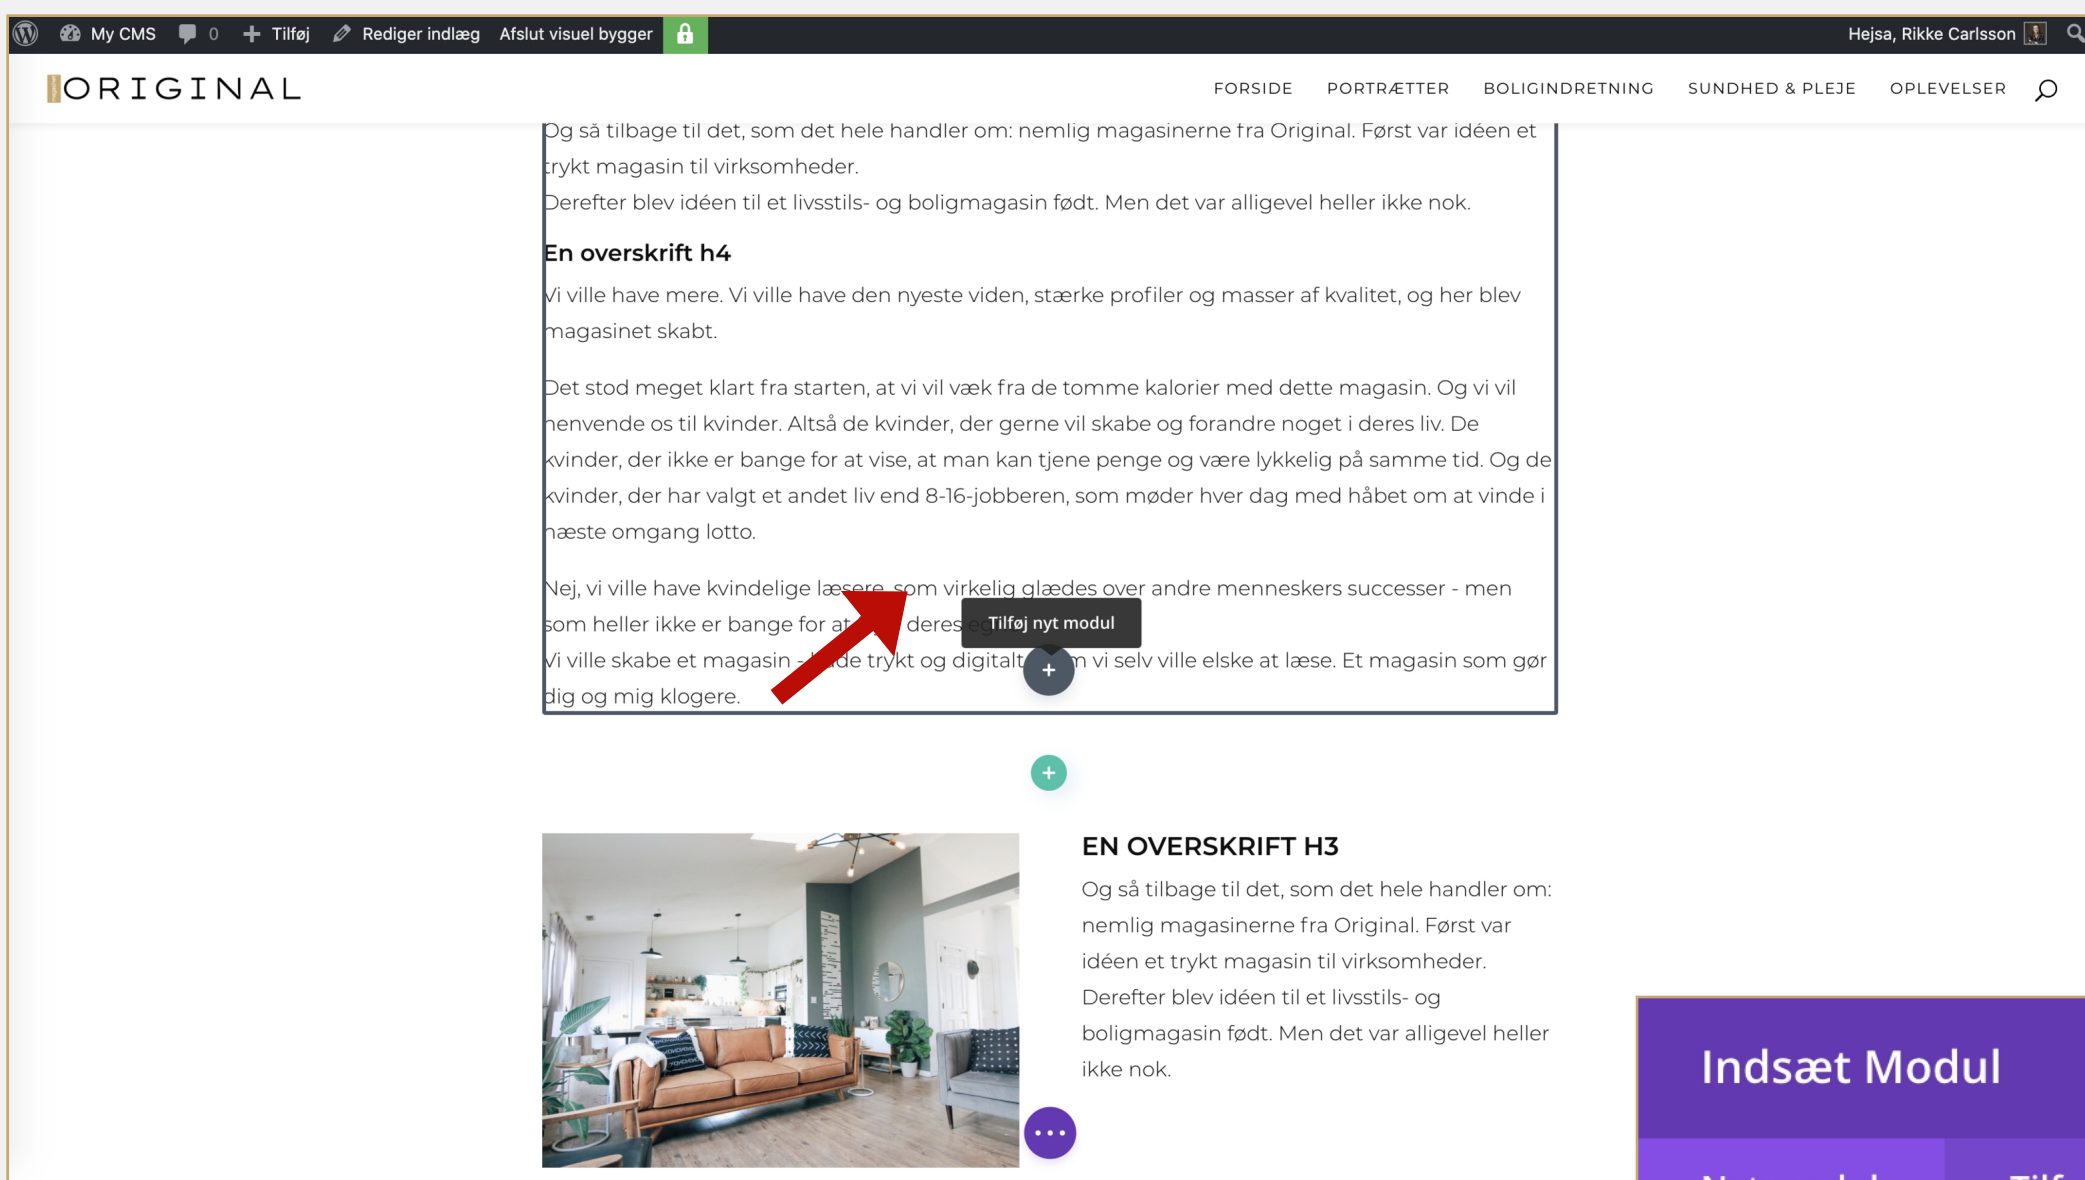 My CMS 0 Tilføj Rediger indlæg Afslut visuel bygger Hejsa, Rikke Carlsson
ORIGINAL FORSIDE PORTRÆTTER BOLIGINDRETNING SUNDHED & PLEJE OPLEVELSER
Og så tilbage til det, som det hele handler om: nemlig magasinerne fra Original. Først var idéen et
trykt magasin til virksomheder.
Derefter blev idéen til et livsstils- og boligmagasin født. Men det var alligevel heller ikke nok.
En overskrift h4
Vi ville have mere. Vi ville have den nyeste viden, stærke profiler og masser af kvalitet, og her blev
magasinet skabt.
Det stod meget klart fra starten, at vi vil væk fra de tomme kalorier med dette magasin. Og vi vil
henvende os til kvinder. Altså de kvinder, der gerne vil skabe og forandre noget i deres liv. De
kvinder, der ikke er bange for at vise, at man kan tjene penge og være lykkelig på samme tid. Og de
kvinder, der har valgt et andet liv end 8-16-jobberen, som møder hver dag med håbet om at vinde i
næste omgang lotto.
Nej, vi ville have kvindelige læsere, som virkelig glædes over andre menneskers successer - men
som heller ikke er bange for at deres
Tilføj nyt modul
Vi ville skabe et magasin - både trykt og digitalt vi selv ville elske at læse. Et magasin som gør
dig og mig klogere.
EN OVERSKRIFT H3
Og så tilbage til det, som det hele handler om:
nemlig magasinerne fra Original. Først var
idéen et trykt magasin til virksomheder.
Derefter blev idéen til et livsstils- og
boligmagasin født. Men det var alligevel heller
ikke nok.
Indsæt Modul